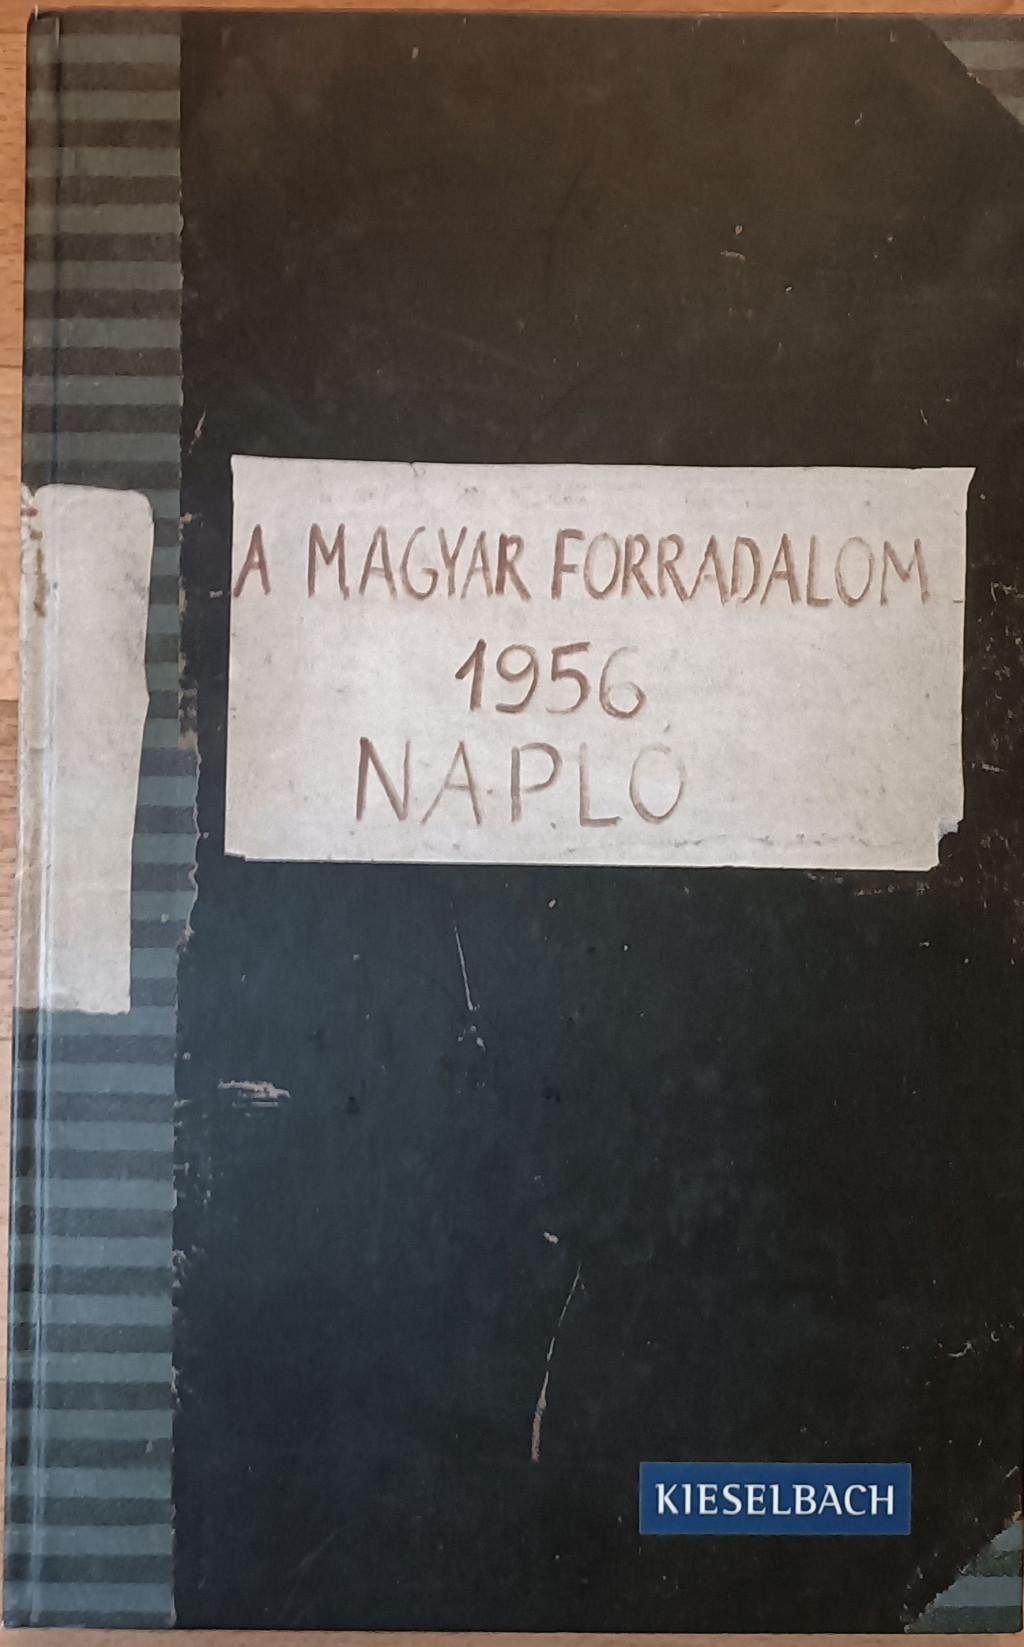 A MAGYAR FORRADALOM
1956
NAPLÓ
KIESELBACH